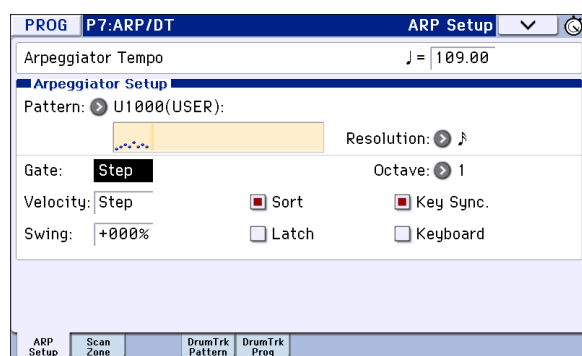 PROG P7:ARP/DT ARP Setup
Arpeggiator Tempo ♩= 109.00
Arpeggiator Setup
Pattern: U1000(USER):
Resolution: ♪
Gate: Step Octave: 1
Velocity: Step Sort Key Sync.
Swing: +000% Latch Keyboard
ARP Setup Scan Zone DrumTrk Pattern DrumTrk Prog